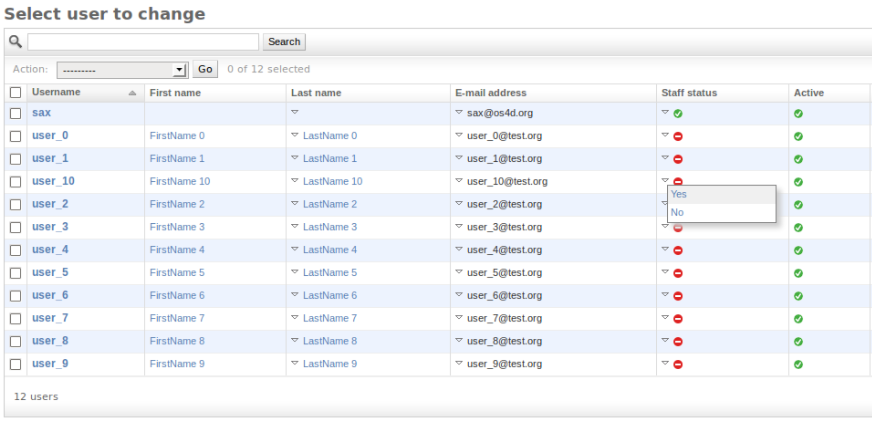 Select user to change
Search
Action: --------- Go 0 of 12 selected
Username First name Last name E-mail address Staff status Active
sax sax@os4d.org
user_0 FirstName 0 LastName 0 user_0@test.org
user_1 FirstName 1 LastName 1 user_1@test.org
user_10 FirstName 10 LastName 10 user_10@test.org
Yes
user_2 FirstName 2 LastName 2 user_2@test.org
No
user_3 FirstName 3 LastName 3 user_3@test.org
user_4 FirstName 4 LastName 4 user_4@test.org
user_5 FirstName 5 LastName 5 user_5@test.org
user_6 FirstName 6 LastName 6 user_6@test.org
user_7 FirstName 7 LastName 7 user_7@test.org
user_8 FirstName 8 LastName 8 user_8@test.org
user_9 FirstName 9 LastName 9 user_9@test.org
12 users